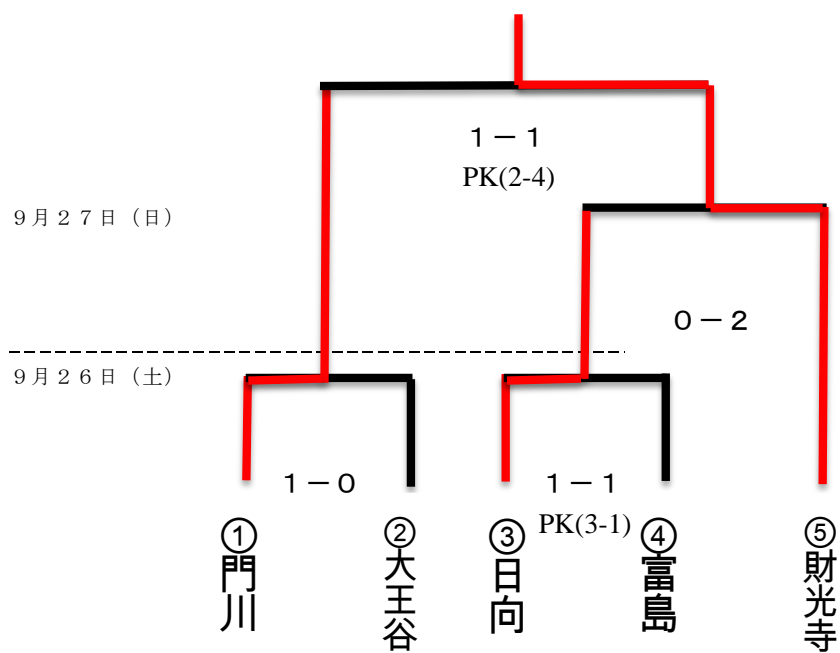 １－１
PK(2-4)
９月２７日（日）
０－２
９月２６日（土）
１－０
１－１
PK(3-1)
①門川
②大王谷
③日向
④富島
⑤財光寺